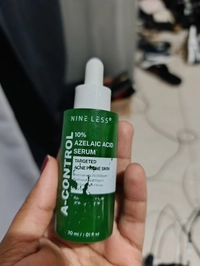 NINE LESS
A-CONTROL
10%
AZELAIC ACID
SERUM
TARGETED
ACNE PRONE SKIN
30 ml / 1.01 fl oz